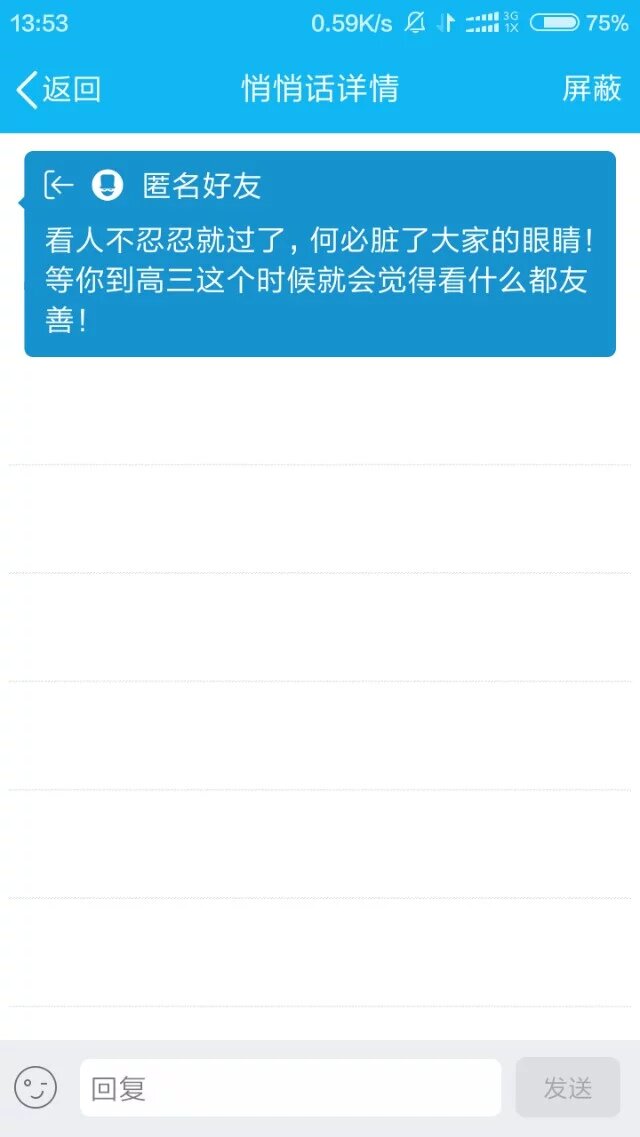 13:53 0.59K/s 3G 1X 75%
返回 悄悄话详情 屏蔽
匿名好友
看人不忍忍就过了，何必脏了大家的眼睛！
等你到高三这个时候就会觉得看什么都友
善！
回复 发送